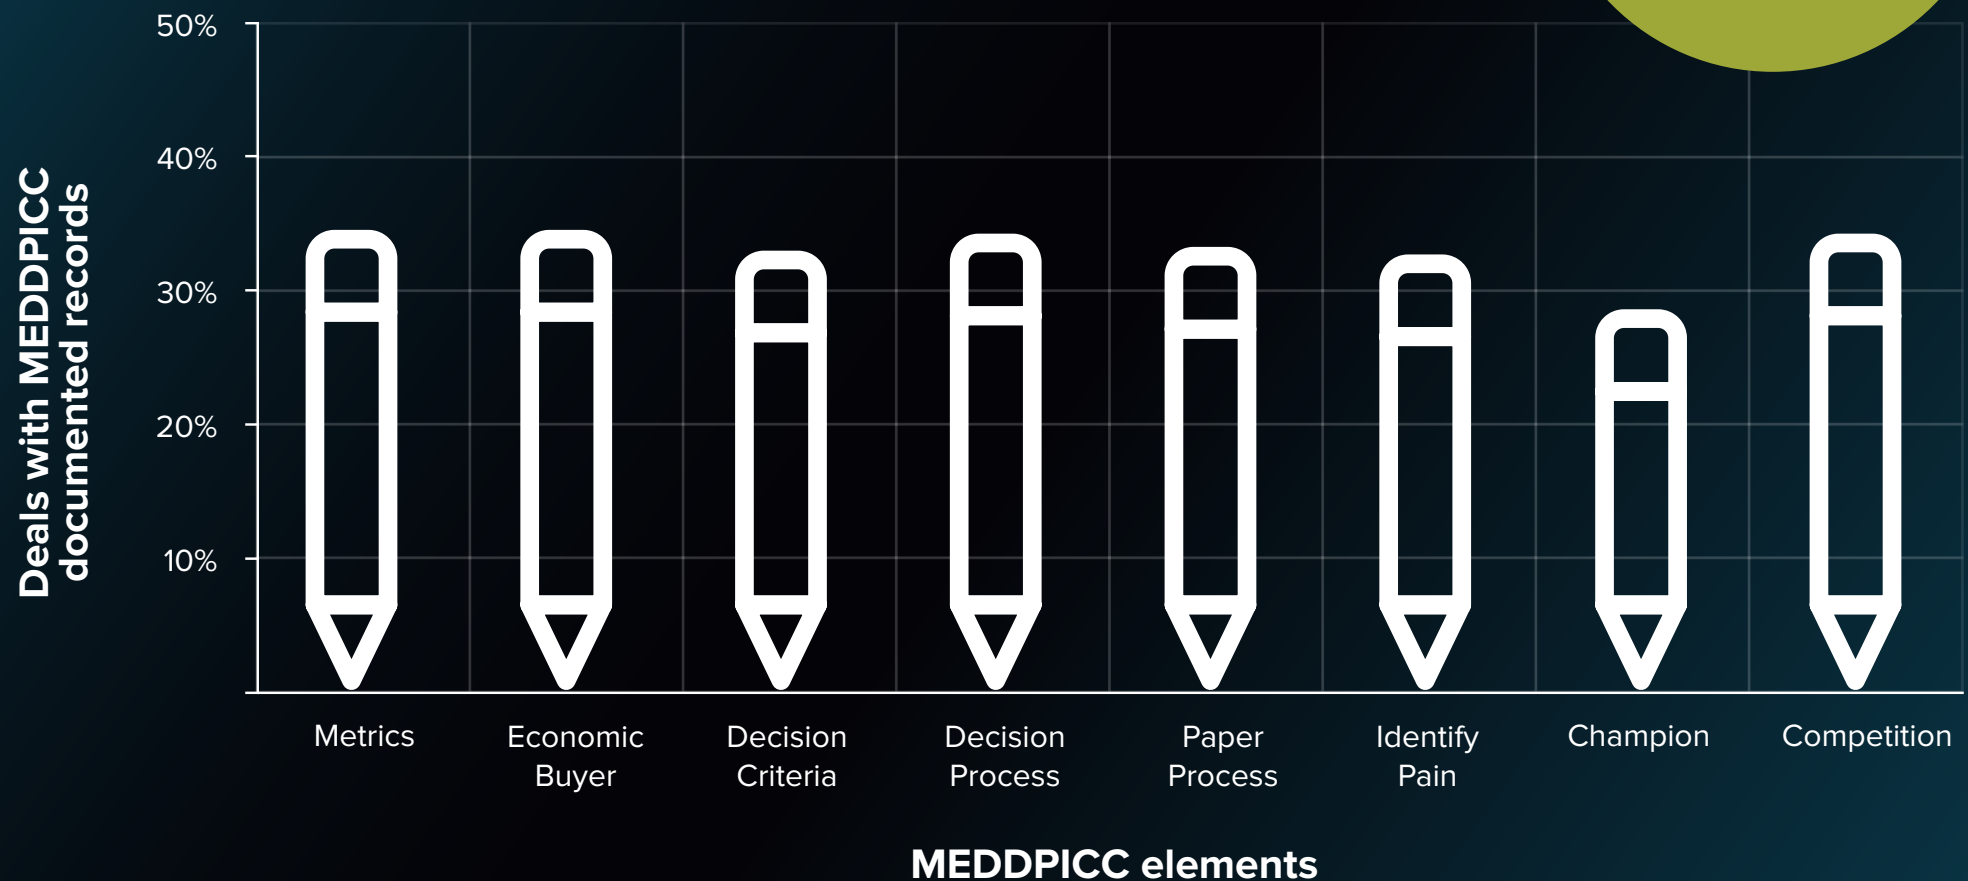 Deals with MEDDPICC
documented records
50%
40%
30%
20%
10%
Metrics
Economic
Buyer
Decision
Criteria
Decision
Process
Paper
Process
Identify
Pain
Champion
Competition
MEDDPICC elements